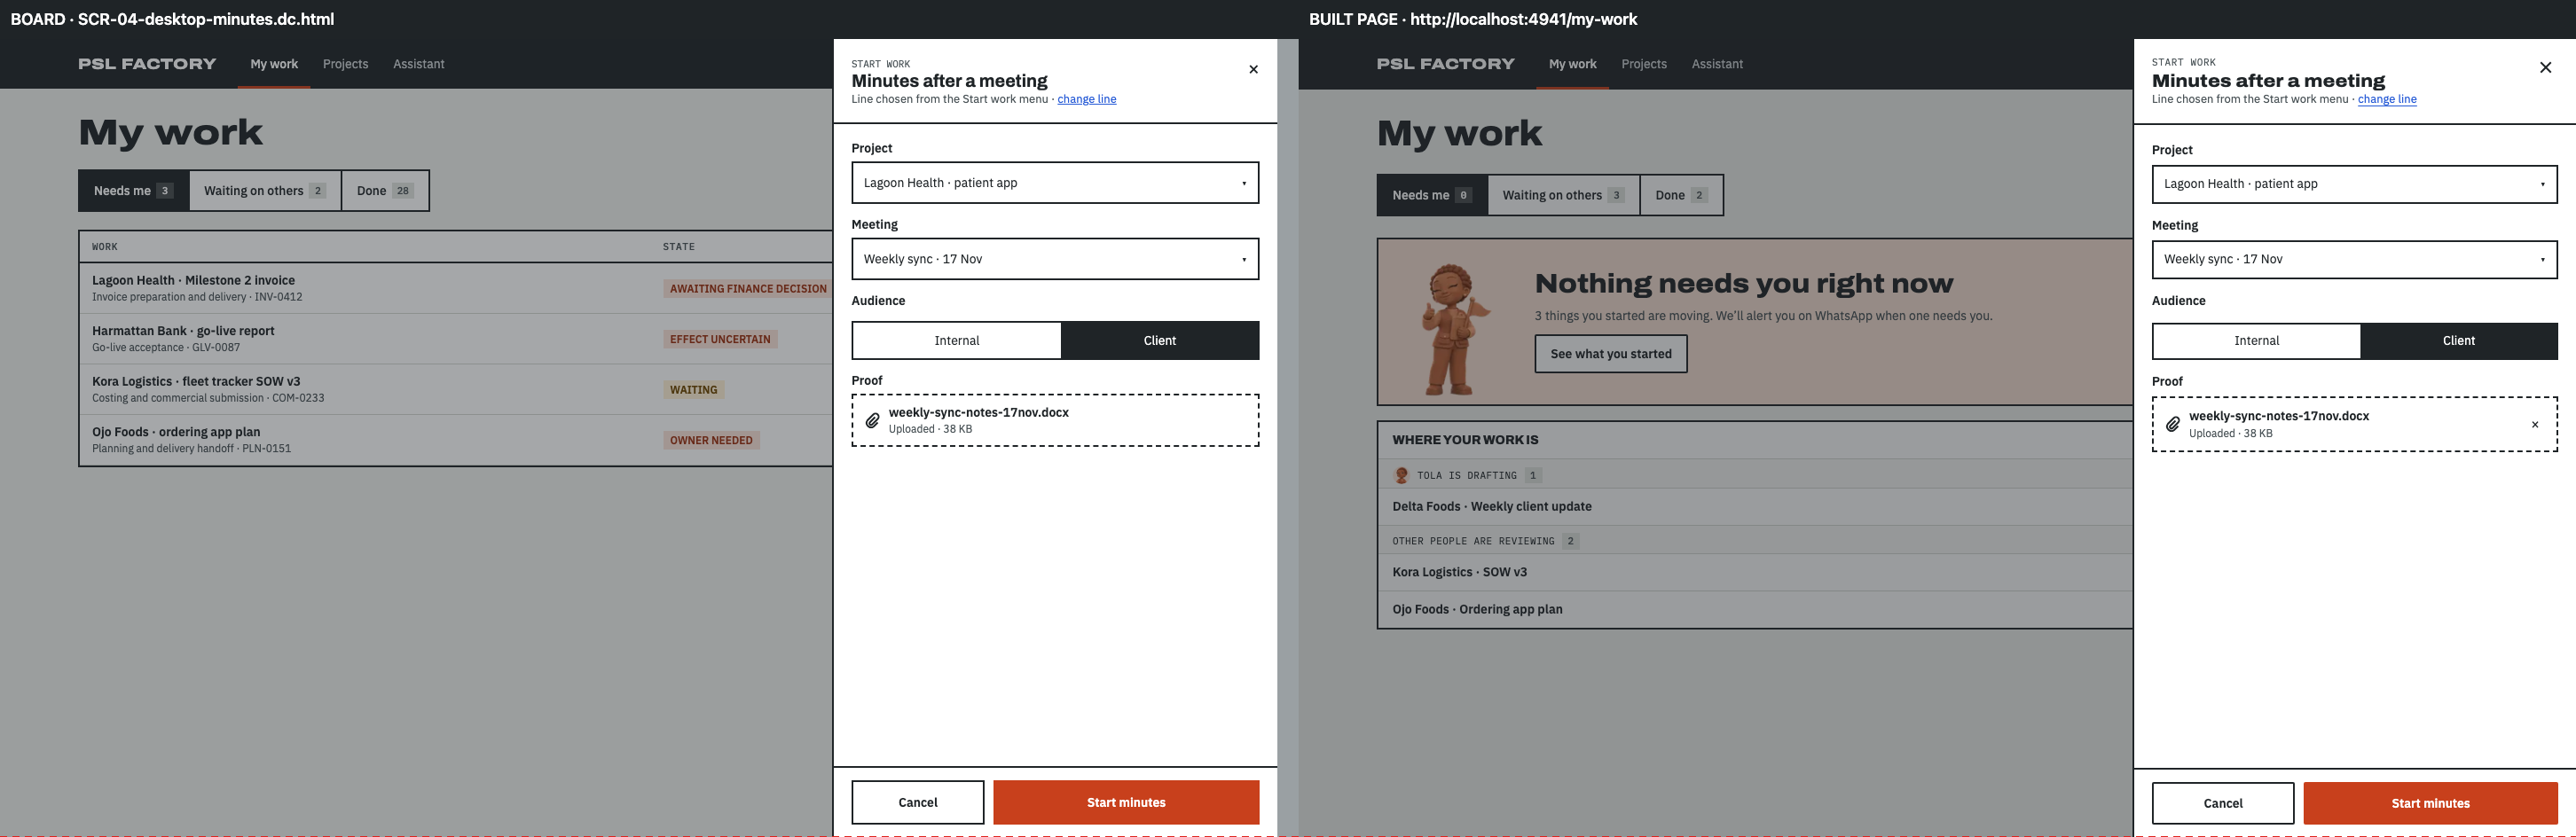 BOARD · SCR-04-desktop-minutes.dc.html
PSL FACTORY My work Projects Assistant
My work
Needs me 3 Waiting on others 2 Done 28
WORK STATE
Lagoon Health · Milestone 2 invoice
Invoice preparation and delivery · INV-0412
AWAITING FINANCE DECISION
Harmattan Bank · go-live report
Go-live acceptance · GLV-0087
EFFECT UNCERTAIN
Kora Logistics · fleet tracker SOW v3
Costing and commercial submission · COM-0233
WAITING
Ojo Foods · ordering app plan
Planning and delivery handoff · PLN-0151
OWNER NEEDED
START WORK
Minutes after a meeting
Line chosen from the Start work menu · change line
×
Project
Lagoon Health · patient app
Meeting
Weekly sync · 17 Nov
Audience
Internal Client
Proof
weekly-sync-notes-17nov.docx
Uploaded · 38 KB
Cancel Start minutes
BUILT PAGE · http://localhost:4941/my-work
PSL FACTORY My work Projects Assistant
My work
Needs me 0 Waiting on others 3 Done 2
Nothing needs you right now
3 things you started are moving. We'll alert you on WhatsApp when one needs you.
See what you started
WHERE YOUR WORK IS
TOLA IS DRAFTING 1
Delta Foods · Weekly client update
OTHER PEOPLE ARE REVIEWING 2
Kora Logistics · SOW v3
Ojo Foods · Ordering app plan
START WORK
Minutes after a meeting
Line chosen from the Start work menu · change line
×
Project
Lagoon Health · patient app
Meeting
Weekly sync · 17 Nov
Audience
Internal Client
Proof
weekly-sync-notes-17nov.docx
Uploaded · 38 KB
×
Cancel Start minutes